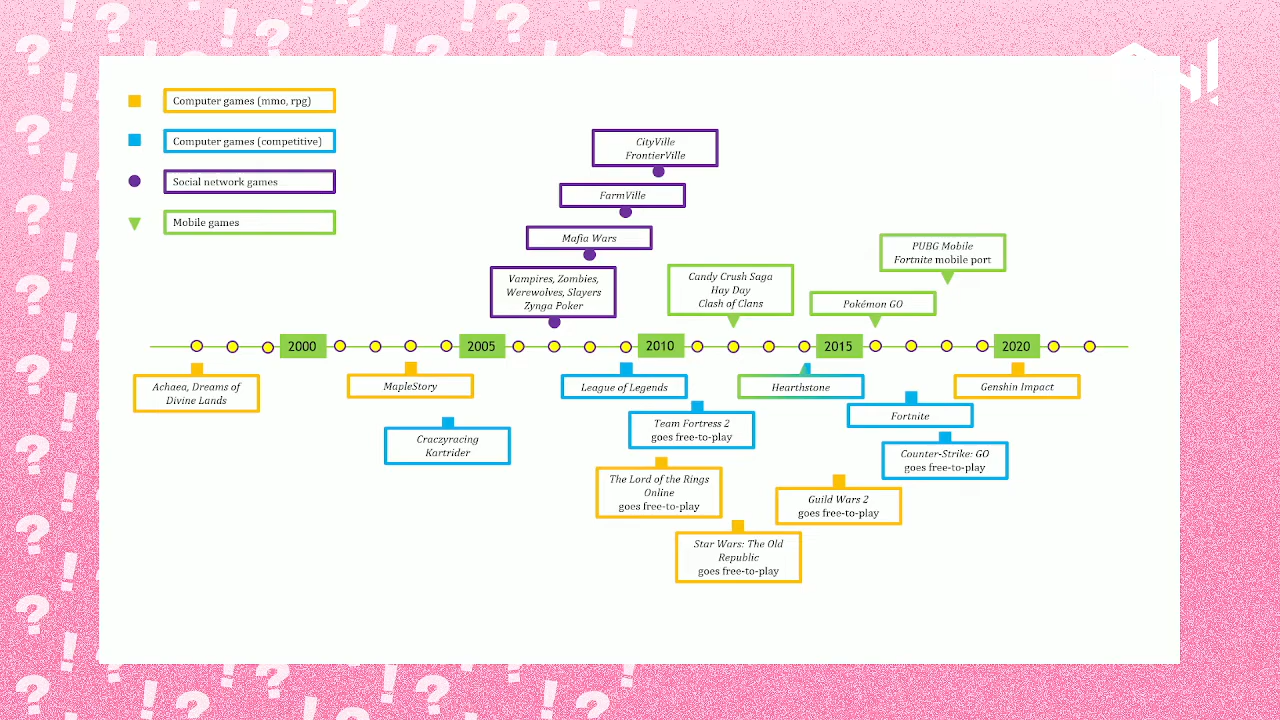 Computer games (mmo, rpg)
Computer games (competitive)
Social network games
Mobile games
CityVille
FrontierVille
FarmVille
Mafia Wars
Vampires, Zombies,
Werewolves, Slayers
Zynga Poker
Candy Crush Saga
Hay Day
Clash of Clans
PUBG Mobile
Fortnite mobile port
Pokémon GO
2000
2005
2010
2015
2020
Achaea, Dreams of
Divine Lands
MapleStory
Craczyracing
Kartrider
League of Legends
Team Fortress 2
goes free-to-play
The Lord of the Rings
Online
goes free-to-play
Star Wars: The Old
Republic
goes free-to-play
Hearthstone
Guild Wars 2
goes free-to-play
Fortnite
Counter-Strike: GO
goes free-to-play
Genshin Impact